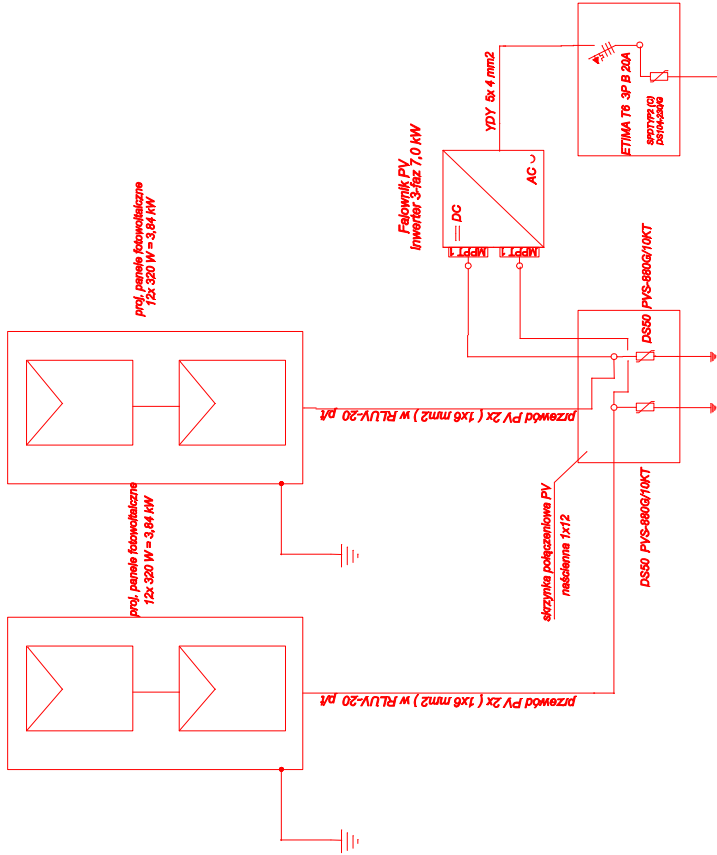 YDY 5x 4 mm2
ETIMA T6 3P B 20A
SPDTYP2 (C)
DS104-230/G
Falownik PV
Inwerter 3-faz 7,0 kW
DC
AC
MPPT 1
MPPT 1
proj. panele fotowoltaiczne
12x 320 W = 3,84 kW
DS50 PVS-880G/10KT
przewód PV 2x ( 1x6 mm2 ) w RLUV-20 p/t
skrzynka połączeniowa PV
naścienna 1x12
DS50 PVS-880G/10KT
proj. panele fotowoltaiczne
12x 320 W = 3,84 kW
przewód PV 2x ( 1x6 mm2 ) w RLUV-20 p/t